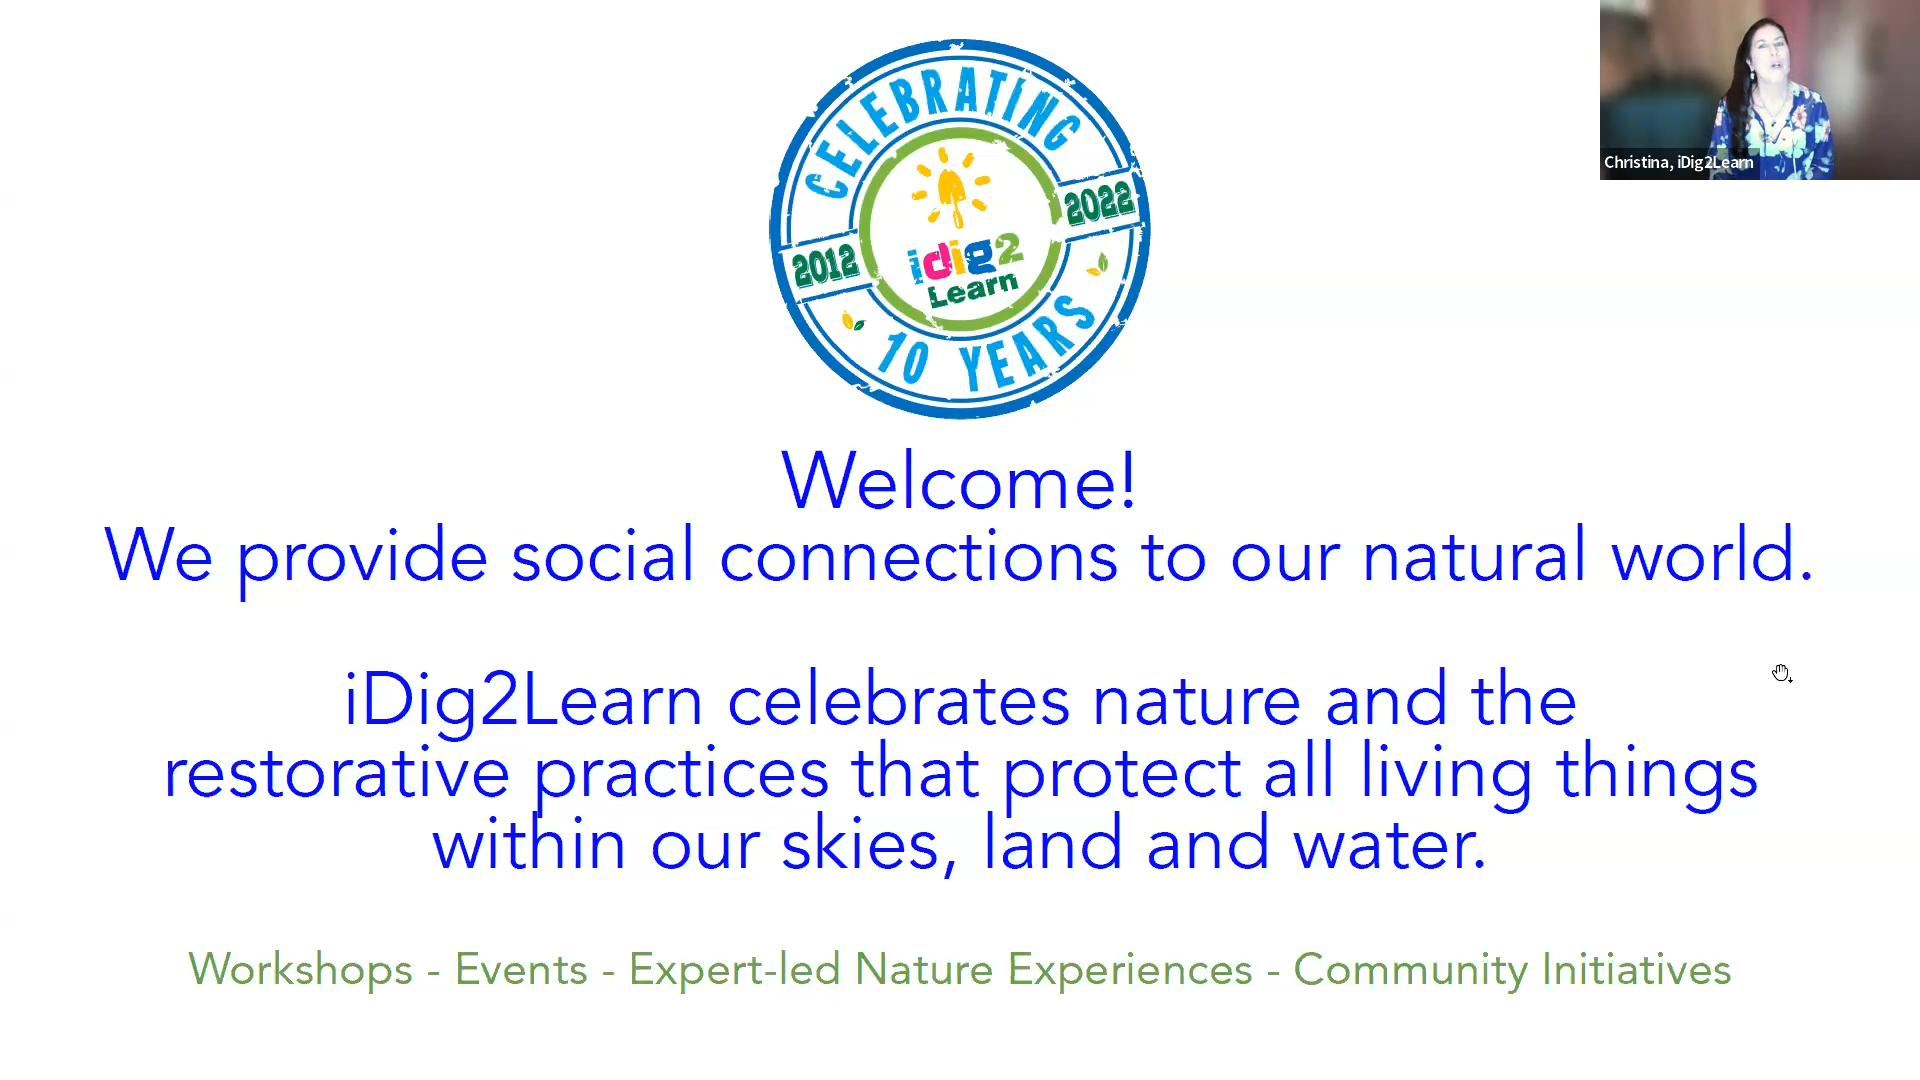 CELEBRATING
2012
2022
idig2
Learn
10 YEARS
Christina, iDig2Learn
Welcome!
We provide social connections to our natural world.
iDig2Learn celebrates nature and the
restorative practices that protect all living things
within our skies, land and water.
Workshops - Events - Expert-led Nature Experiences - Community Initiatives